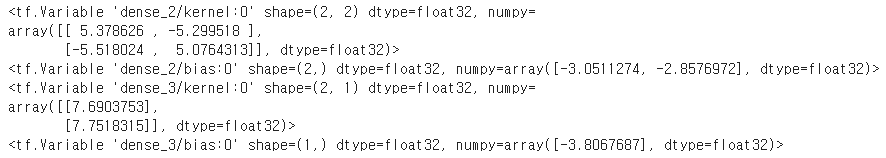 <tf.Variable 'dense_2/kernel:0' shape=(2, 2) dtype=float32, numpy=
array([[ 5.378626 , -5.299518 ],
       [-5.518024 ,  5.0764313]], dtype=float32)>
<tf.Variable 'dense_2/bias:0' shape=(2,) dtype=float32, numpy=array([-3.0511274, -2.8576972], dtype=float32)>
<tf.Variable 'dense_3/kernel:0' shape=(2, 1) dtype=float32, numpy=
array([[7.6903753],
       [7.7518315]], dtype=float32)>
<tf.Variable 'dense_3/bias:0' shape=(1,) dtype=float32, numpy=array([-3.8067687], dtype=float32)>